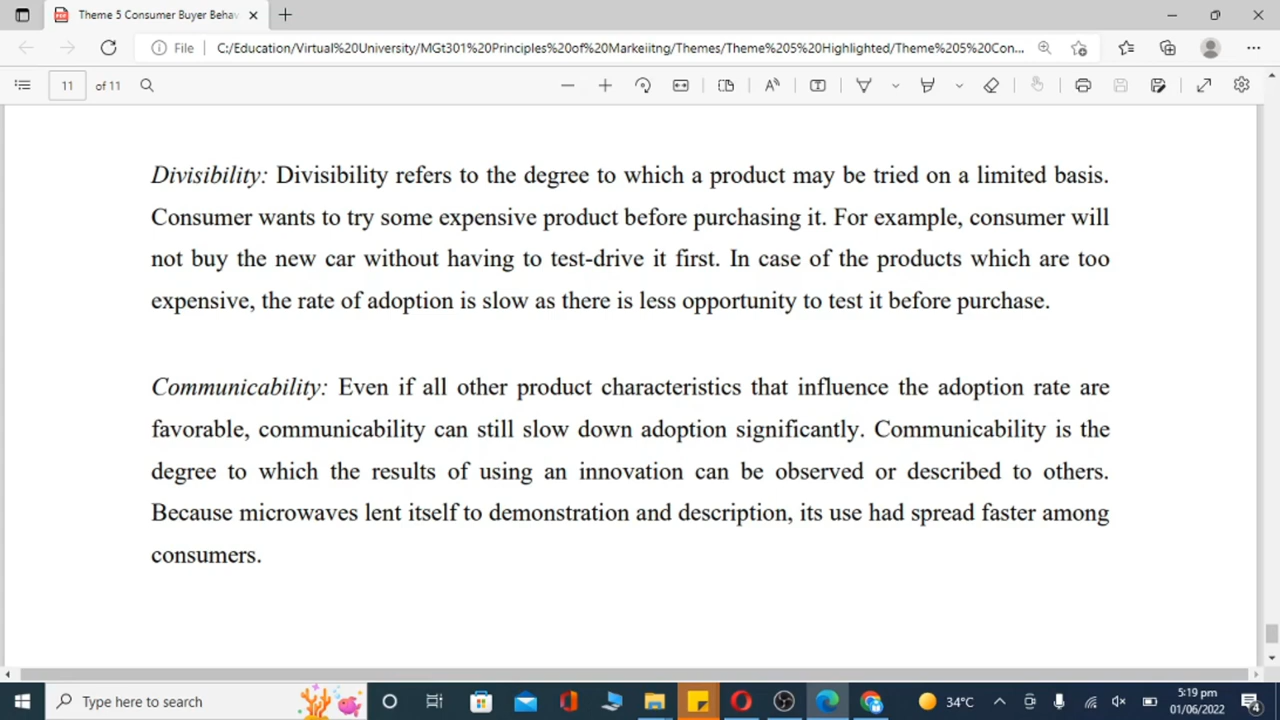 Theme 5 Consumer Buyer Behav
File
C:/Education/Virtual%20University/MGt301%20Principles%20of%20Markeiitng/Themes/Theme%205%20Highlighted/Theme%205%20Con...
11 of 11
Divisibility: Divisibility refers to the degree to which a product may be tried on a limited basis.
Consumer wants to try some expensive product before purchasing it. For example, consumer will
not buy the new car without having to test-drive it first. In case of the products which are too
expensive, the rate of adoption is slow as there is less opportunity to test it before purchase.
Communicability: Even if all other product characteristics that influence the adoption rate are
favorable, communicability can still slow down adoption significantly. Communicability is the
degree to which the results of using an innovation can be observed or described to others.
Because microwaves lent itself to demonstration and description, its use had spread faster among
consumers.
Type here to search
34°C
5:19 pm
01/06/2022
4